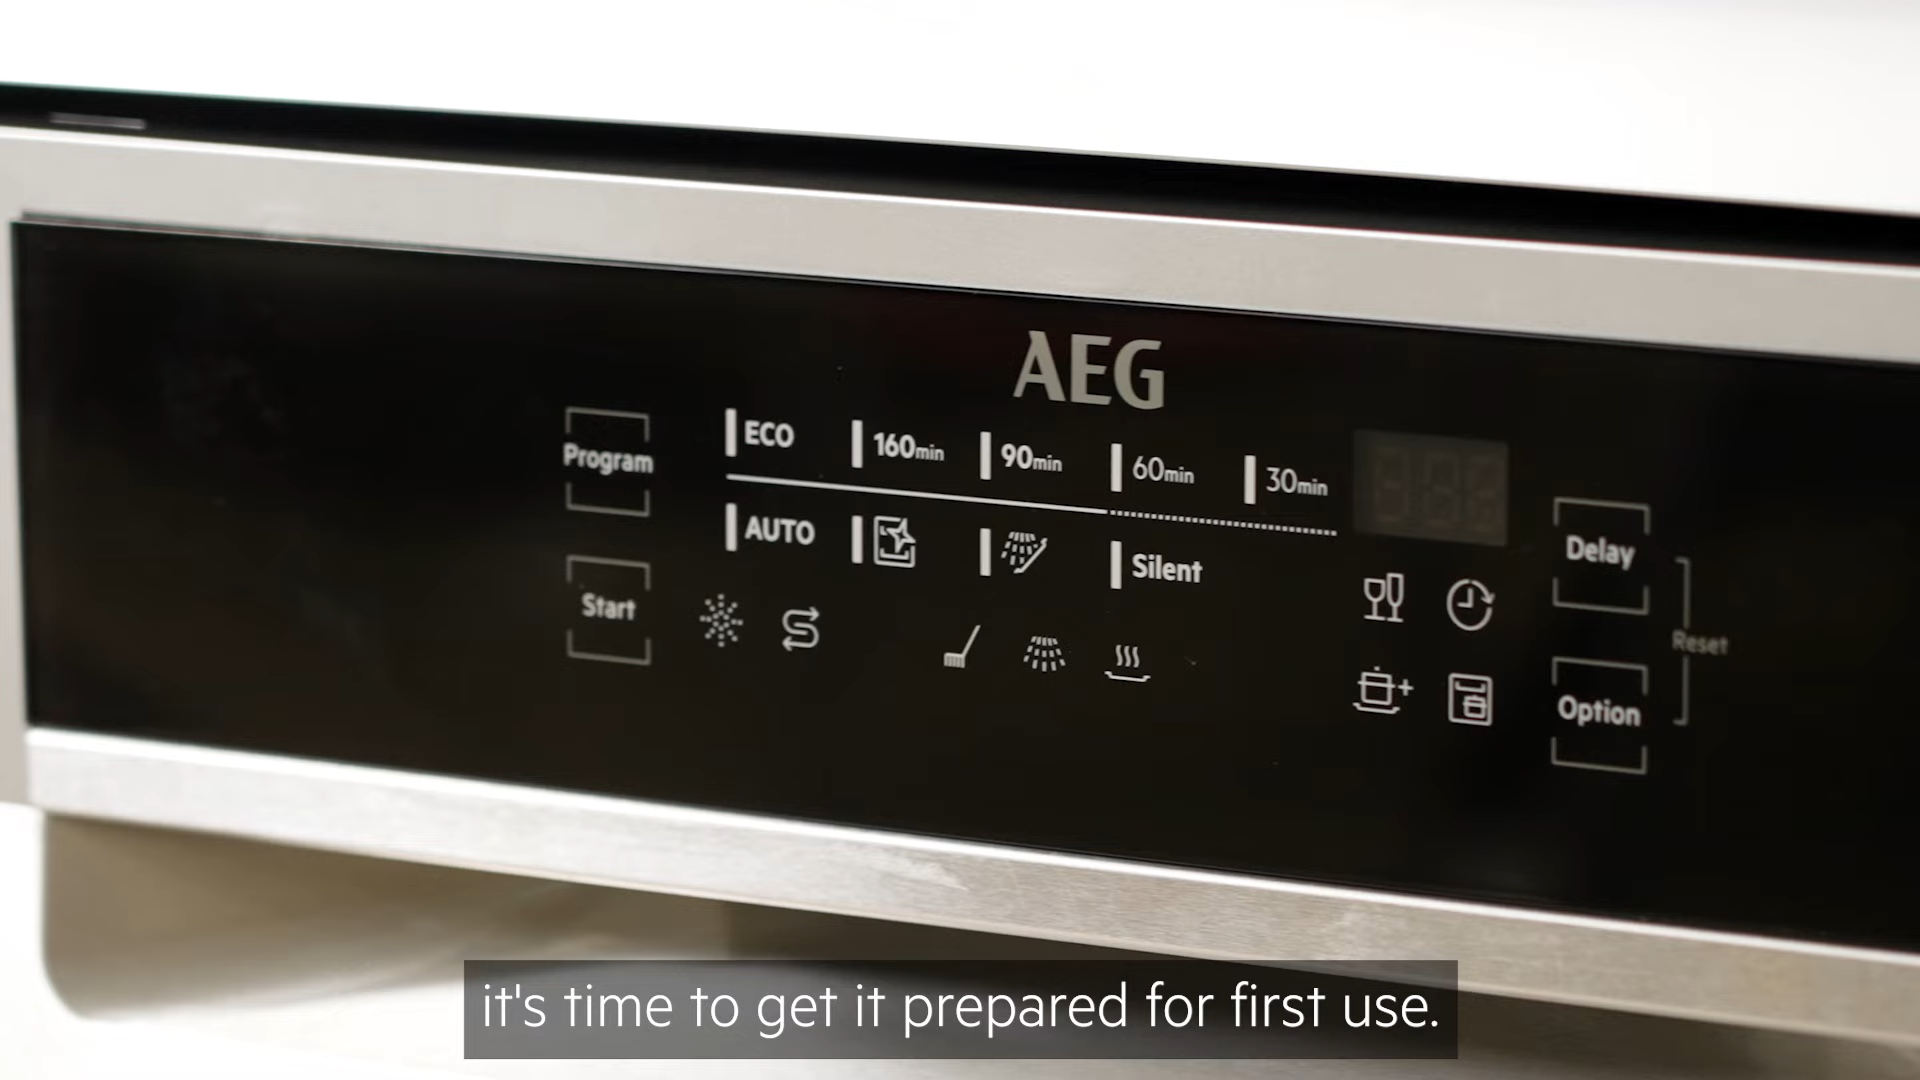 AEG
Program
ECO 160min 90min 60min 30min
AUTO Silent
Start
Delay
Reset
Option
it's time to get it prepared for first use.